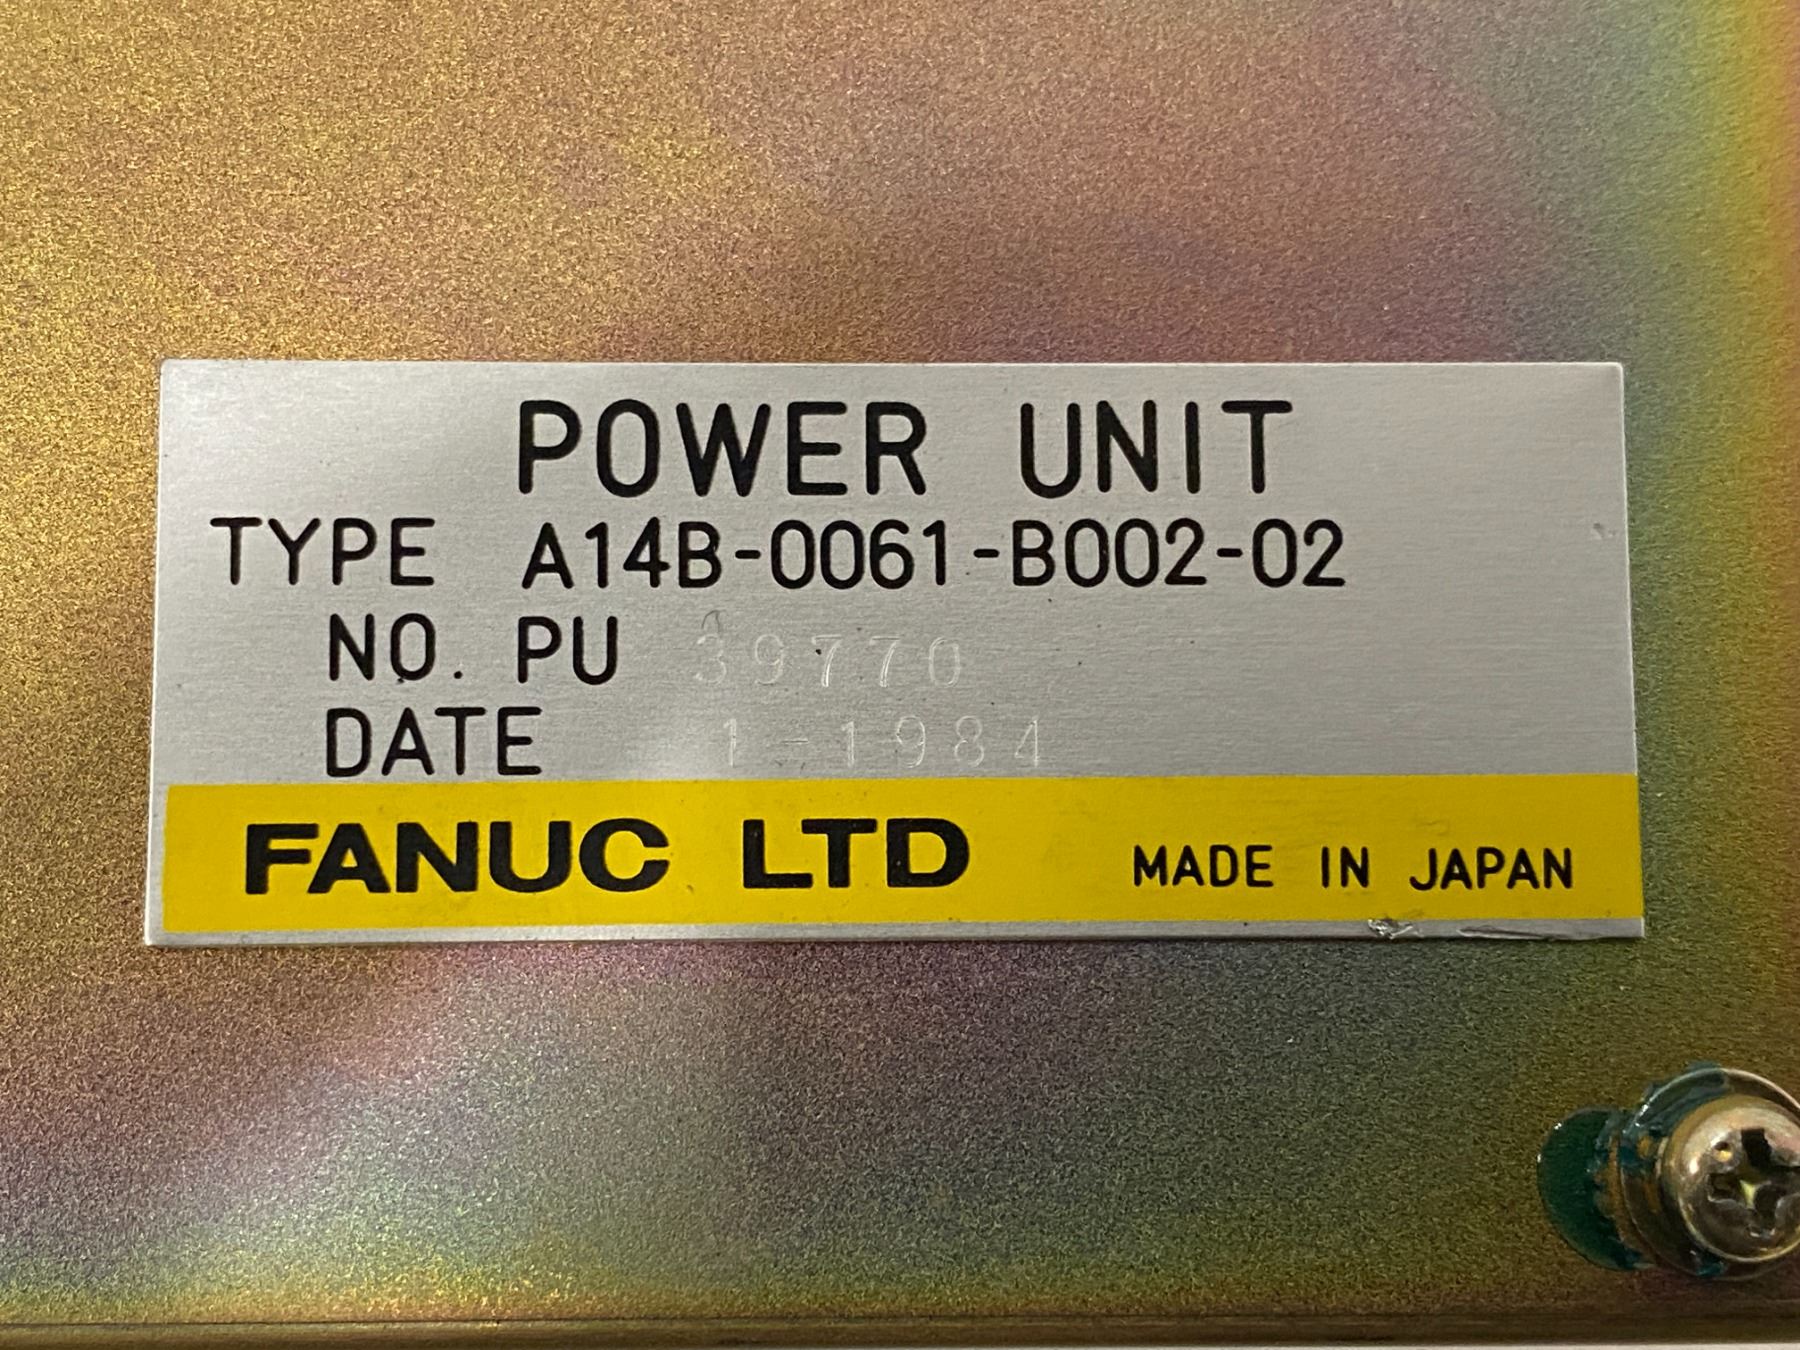 POWER UNIT
TYPE A14B-0061-B002-02
NO. PU 39770
DATE 1-1984
FANUC LTD MADE IN JAPAN